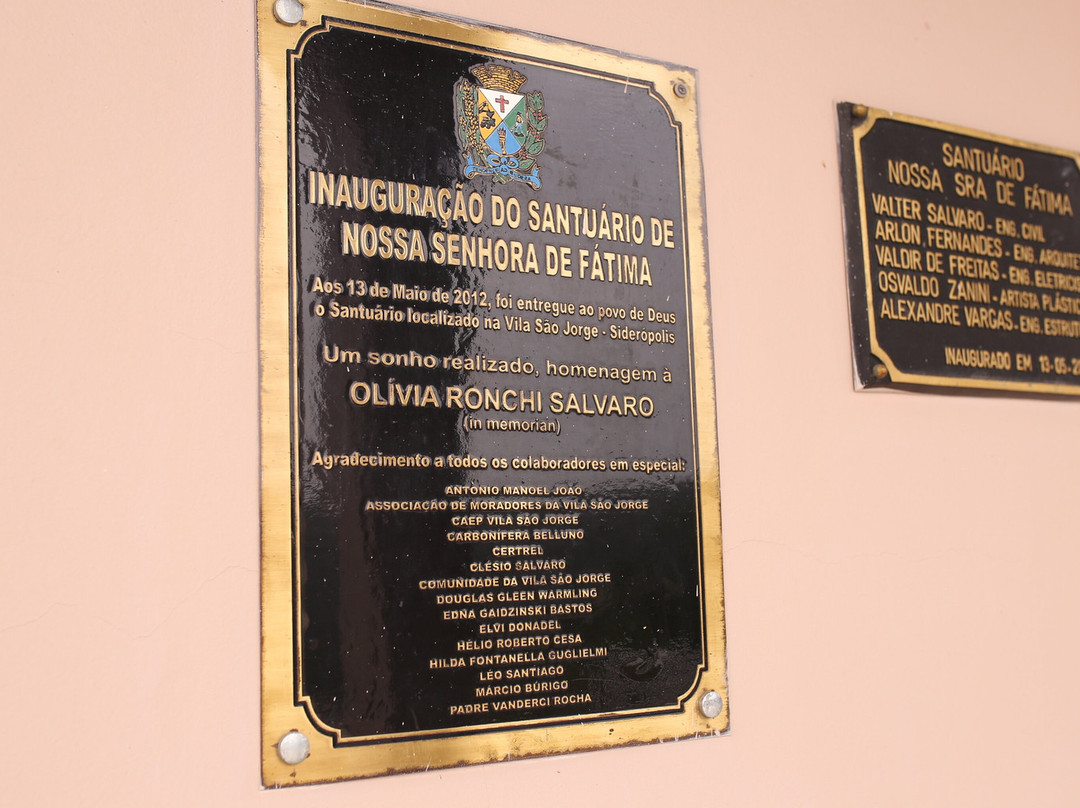 INAUGURAÇÃO DO SANTUÁRIO DE
NOSSA SENHORA DE FÁTIMA
Aos 13 de Maio de 2012, foi entregue ao povo de Deus
o Santuário localizado na Vila São Jorge - Siderópolis
Um sonho realizado, homenagem à
OLÍVIA RONCHI SALVARO
(in memorian)
Agradecimento a todos os colaboradores em especial:
ANTÔNIO MANOEL JOÃO
ASSOCIAÇÃO DE MORADORES DA VILA SÃO JORGE
CAEP VILA SÃO JORGE
CARBONÍFERA BELLUNO
CERTREL
CLÉSIO SALVARO
COMUNIDADE DA VILA SÃO JORGE
DOUGLAS GLEEN WARMLING
EDNA GAIDZINSKI BASTOS
ELVI DONADEL
HÉLIO ROBERTO CESA
HILDA FONTANELLA GUGLIELMI
LÉO SANTIAGO
MÁRCIO BÚRIGO
PADRE VANDERCI ROCHA
SANTUÁRIO
NOSSA SRA DE FÁTIMA
VALTER SALVARO - ENG. CIVIL
ARLON FERNANDES - ENG. ARQUITE
VALDIR DE FREITAS - ENG. ELETRICIS
OSVALDO ZANINI - ARTISTA PLÁSTIC
ALEXANDRE VARGAS - ENG. ESTRUT
INAUGURADO EM 13-05-20